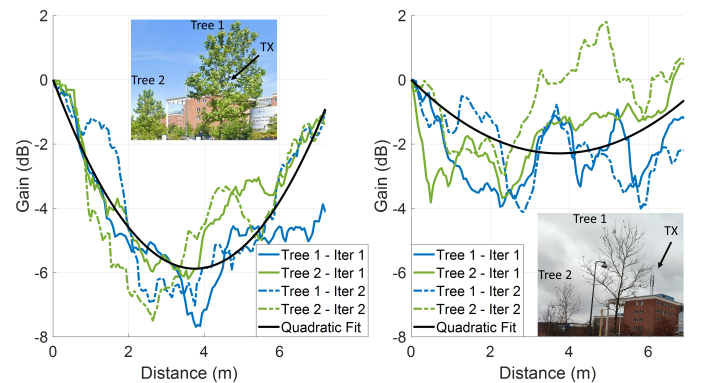 2
0
-2
-4
-6
-8
Gain (dB)
0
2
4
6
Distance (m)
Tree 1
TX
Tree 2
Tree 1 - Iter 1
Tree 2 - Iter 1
Tree 1 - Iter 2
Tree 2 - Iter 2
Quadratic Fit
2
0
-2
-4
-6
-8
Gain (dB)
0
2
4
6
Distance (m)
Tree 1 - Iter 1
Tree 2 - Iter 1
Tree 1 - Iter 2
Tree 2 - Iter 2
Quadratic Fit
Tree 1
TX
Tree 2